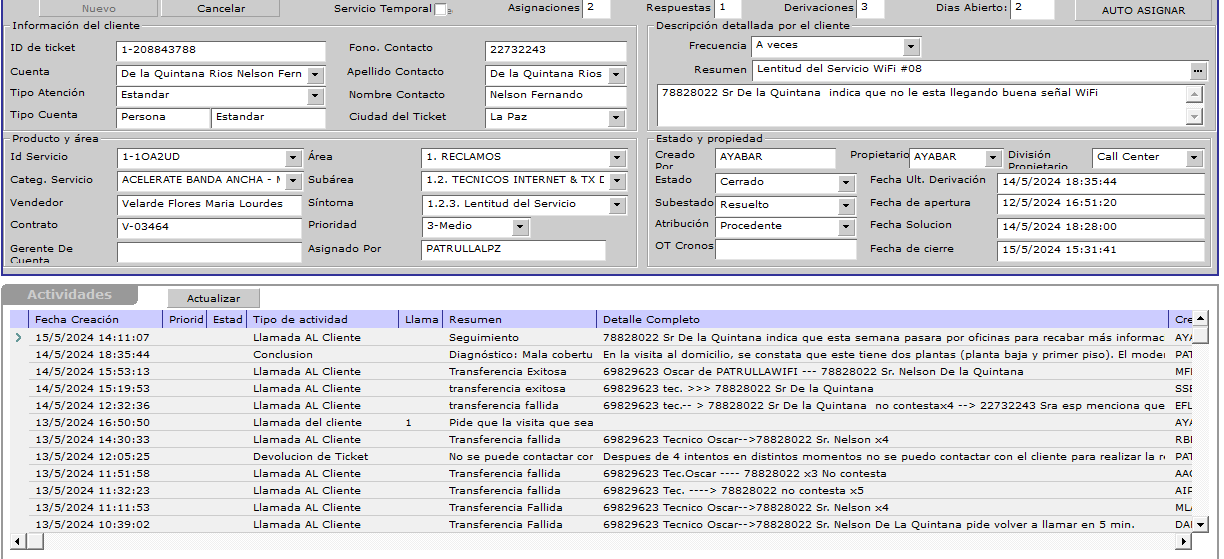 Nuevo Cancelar Servicio Temporal Asignaciones 2 Respuestas 1 Derivaciones 3 Dias Abierto: 2 AUTO ASIGNAR
Información del cliente
ID de ticket 1-208843788 Fono. Contacto 22732243
Cuenta De la Quintana Rios Nelson Fern Apellido Contacto De la Quintana Rios
Tipo Atención Estandar Nombre Contacto Nelson Fernando
Tipo Cuenta Persona Estandar Ciudad del Ticket La Paz
Descripción detallada por el cliente
Frecuencia A veces
Resumen Lentitud del Servicio WiFi #08 ...
78828022 Sr De la Quintana indica que no le esta llegando buena señal WiFi
Producto y área
Id Servicio 1-1OA2UD Área 1. RECLAMOS
Categ. Servicio ACELERATE BANDA ANCHA - Subárea 1.2. TECNICOS INTERNET & TX
Vendedor Velarde Flores Maria Lourdes Síntoma 1.2.3. Lentitud del Servicio
Contrato V-03464 Prioridad 3-Medio
Gerente De Cuenta Asignado Por PATRULLALPZ
Estado y propiedad
Creado Por AYABAR Propietario AYABAR División Propietario Call Center
Estado Cerrado Fecha Ult. Derivación 14/5/2024 18:35:44
Subestado Resuelto Fecha de apertura 12/5/2024 16:51:20
Atribución Procedente Fecha Solucion 14/5/2024 18:28:00
OT Cronos Fecha de cierre 15/5/2024 15:31:41
Actividades Actualizar
Fecha Creación Priorid Estad Tipo de actividad Llama Resumen Detalle Completo Cre
15/5/2024 14:11:07 Llamada AL Cliente Seguimiento 78828022 Sr De la Quintana indica que esta semana pasara por oficinas para recabar más informac AYA
14/5/2024 18:35:44 Conclusion Diagnóstico: Mala cobertu En la visita al domicilio, se constata que este tiene dos plantas (planta baja y primer piso). El moder PAT
14/5/2024 15:53:13 Llamada AL Cliente Transferencia Exitosa 69829623 Oscar de PATRULLAWIFI --- 78828022 Sr. Nelson De la Quintana MFI
14/5/2024 15:19:53 Llamada AL Cliente transferencia exitosa 69829623 tec. >>> 78828022 Sr De la Quintana SSE
14/5/2024 12:32:36 Llamada AL Cliente transferencia fallida 69829623 tec.-- > 78828022 Sr De la Quintana no contestax4 --> 22732243 Sra esp menciona que EFL
13/5/2024 16:50:50 Llamada del cliente 1 Pide que la visita que sea AYA
13/5/2024 14:30:33 Llamada AL Cliente Transferencia fallida 69829623 Tecnico Oscar-->78828022 Sr. Nelson x4 RBI
13/5/2024 12:05:25 Devolucion de Ticket No se puede contactar cor Despues de 4 intentos en distintos momentos no se puedo contactar con el cliente para realizar la re PAT
13/5/2024 11:51:58 Llamada AL Cliente Transferencia fallida 69829623 Tec.Oscar ---- 78828022 x3 No contesta AAC
13/5/2024 11:32:23 Llamada AL Cliente Transferencia fallida 69829623 Tec. ----> 78828022 no contesta x5 AIF
13/5/2024 11:11:53 Llamada AL Cliente Transferencia Fallida 69829623 Tecnico Oscar-->78828022 Sr. Nelson x4 ML
13/5/2024 10:39:02 Llamada AL Cliente Transferencia Fallida 69829623 Tecnico Oscar-->78828022 Sr. Nelson De La Quintana pide volver a llamar en 5 min. DA